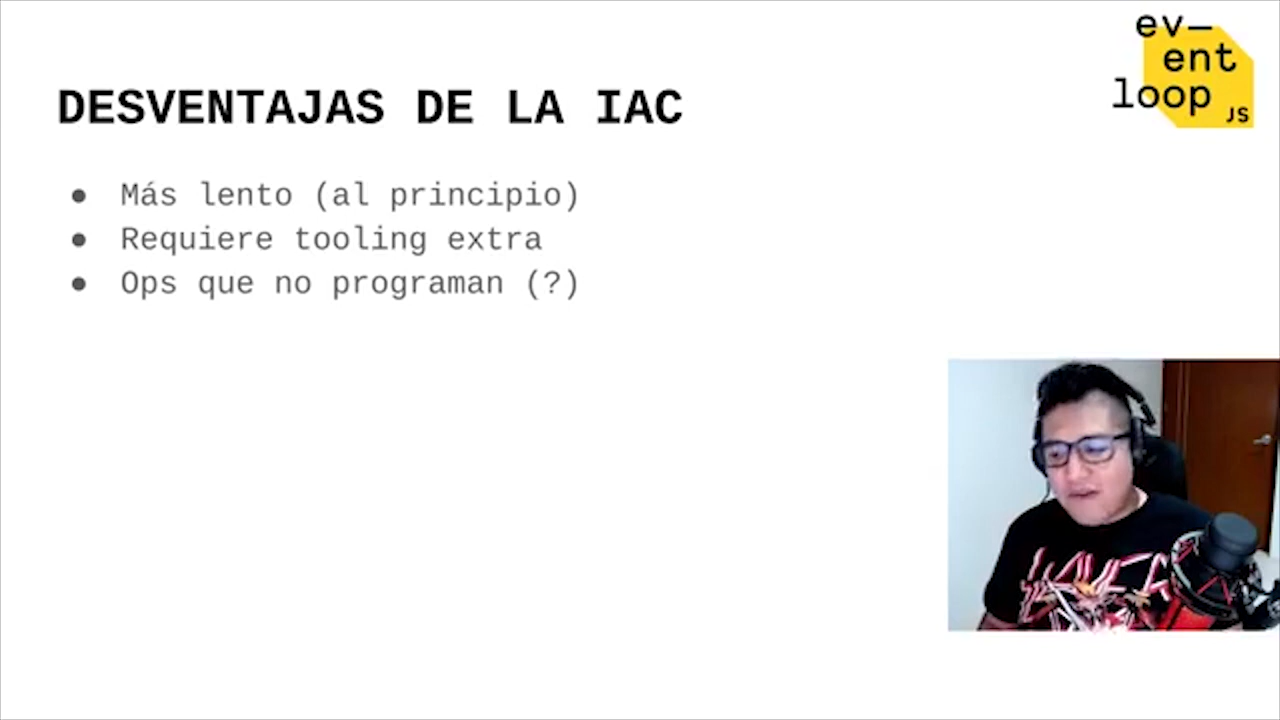 ev—
ent
loop
JS
DESVENTAJAS DE LA IAC
● Más lento (al principio)
● Requiere tooling extra
● Ops que no programan (?)